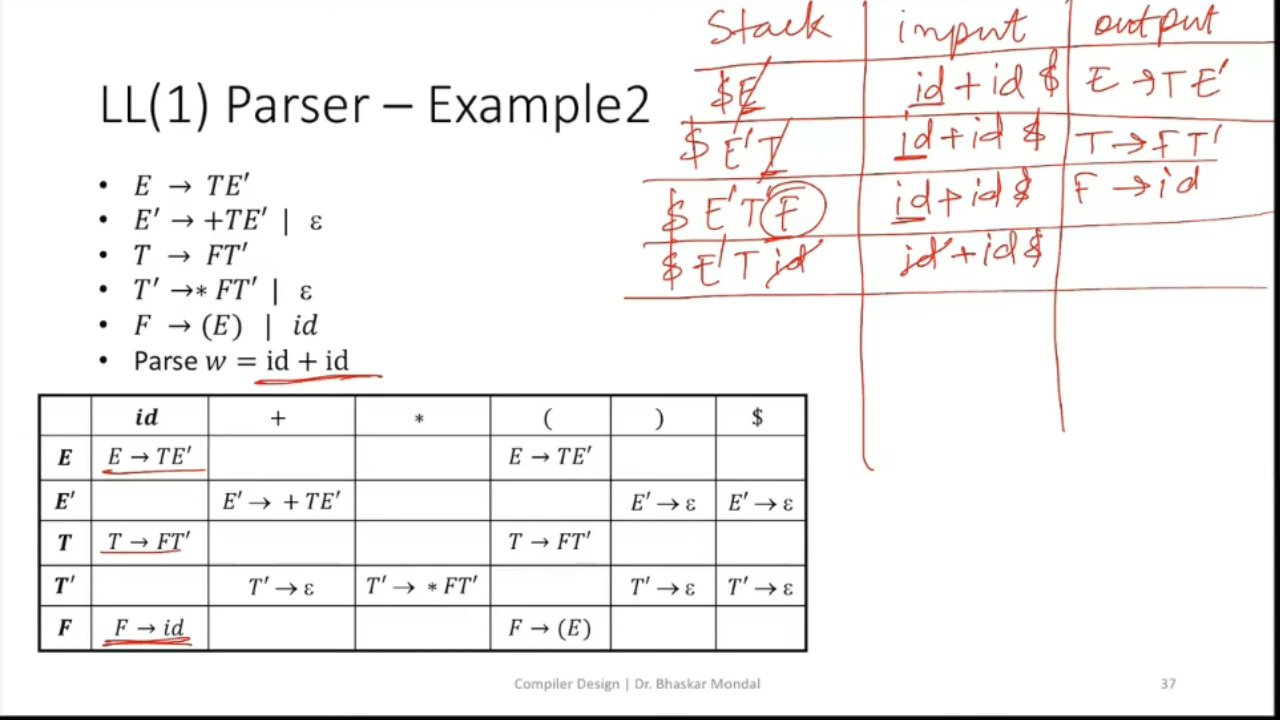 LL(1) Parser – Example2
• E → TE′
• E′ → +TE′ | ε
• T → FT′
• T′ →∗ FT′ | ε
• F → (E) | id
• Parse w = id + id
Stack input output
$E id + id $ E → TE′
$ E′T id + id $ T → FT′
$ E′T′F id + id $ F → id
$ E′T id id + id $
id + ∗ ( ) $
E E → TE′ E → TE′
E′ E′ → +TE′ E′ → ε E′ → ε
T T → FT′ T → FT′
T′ T′ → ε T′ → ∗ FT′ T′ → ε T′ → ε
F F → id F → (E)
Compiler Design | Dr. Bhaskar Mondal 37